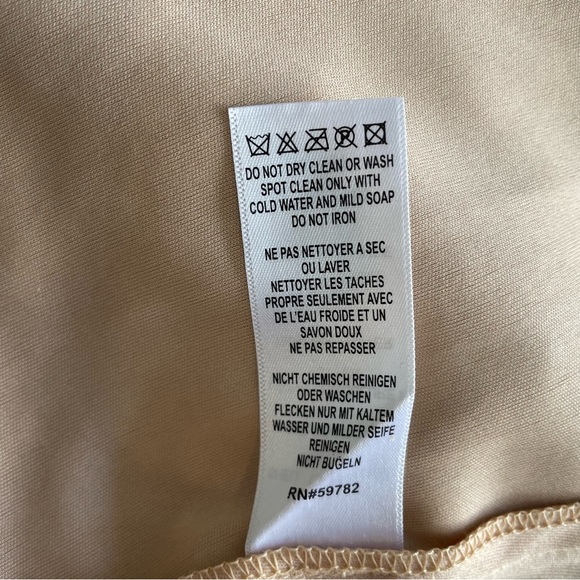 DO NOT DRY CLEAN OR WASH
SPOT CLEAN ONLY WITH
COLD WATER AND MILD SOAP
DO NOT IRON
NE PAS NETTOYER A SEC
OU LAVER
NETTOYER LES TACHES
PROPRE SEULEMENT AVEC
DE L'EAU FROIDE ET UN
SAVON DOUX
NE PAS REPASSER
NICHT CHEMISCH REINIGEN
ODER WASCHEN
FLECKEN NUR MIT KALTEM
WASSER UND MILDER SEIFE
REINIGEN
NICHT BUGELN
RN#59782